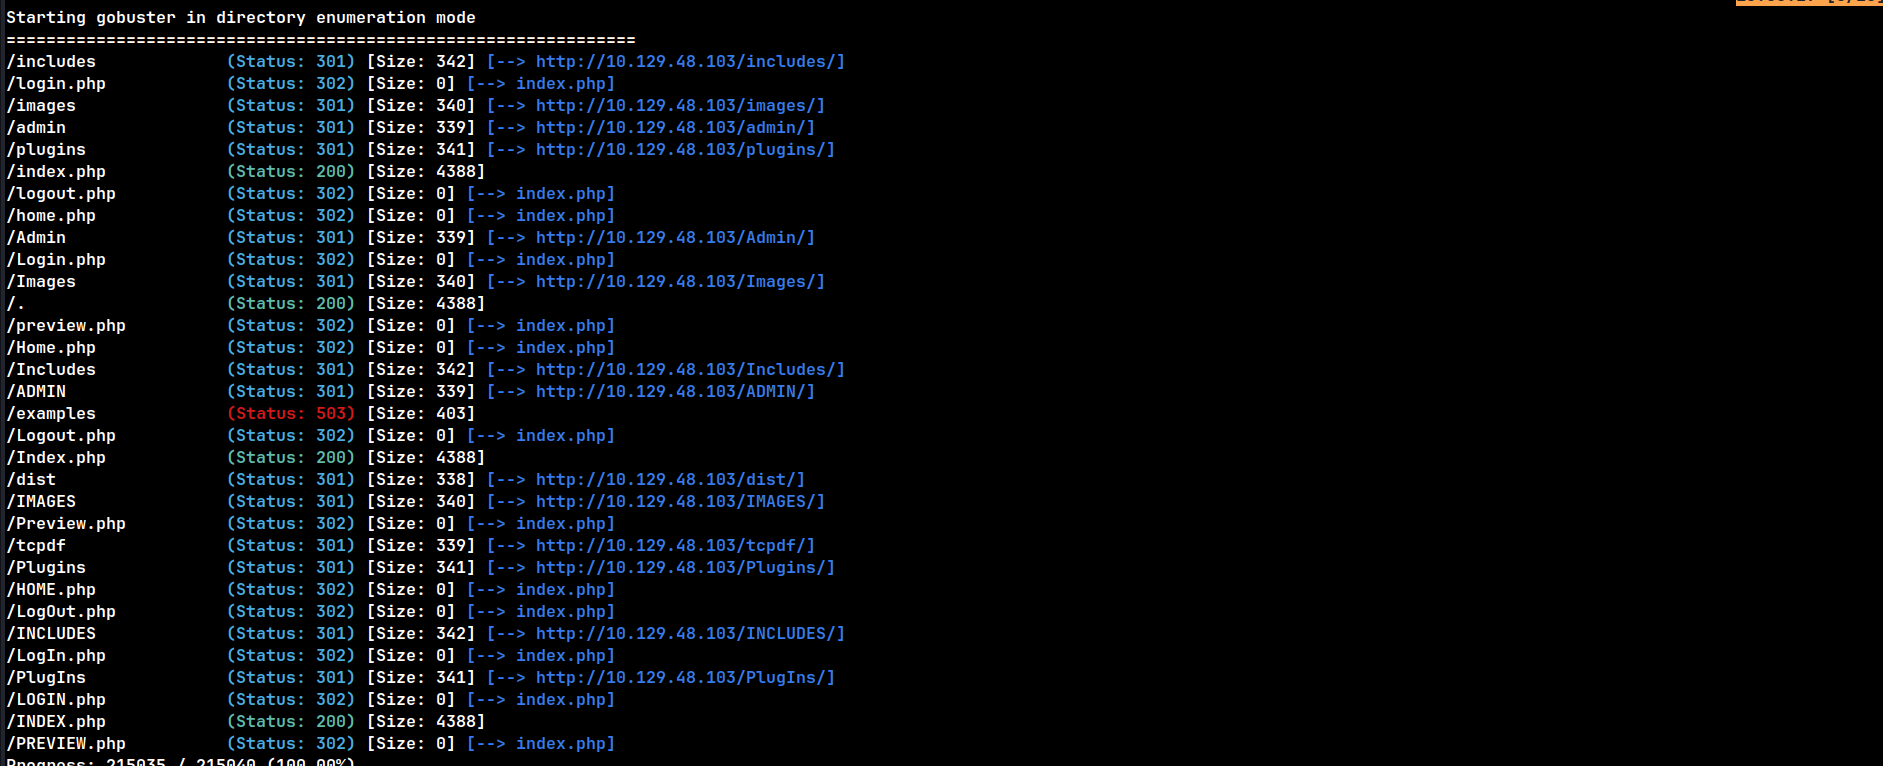 Starting gobuster in directory enumeration mode
===============================================================
/includes             (Status: 301) [Size: 342] [--> http://10.129.48.103/includes/]
/login.php            (Status: 302) [Size: 0] [--> index.php]
/images               (Status: 301) [Size: 340] [--> http://10.129.48.103/images/]
/admin                (Status: 301) [Size: 339] [--> http://10.129.48.103/admin/]
/plugins              (Status: 301) [Size: 341] [--> http://10.129.48.103/plugins/]
/index.php            (Status: 200) [Size: 4388]
/logout.php           (Status: 302) [Size: 0] [--> index.php]
/home.php             (Status: 302) [Size: 0] [--> index.php]
/Admin                (Status: 301) [Size: 339] [--> http://10.129.48.103/Admin/]
/Login.php            (Status: 302) [Size: 0] [--> index.php]
/Images               (Status: 301) [Size: 340] [--> http://10.129.48.103/Images/]
/.                    (Status: 200) [Size: 4388]
/preview.php          (Status: 302) [Size: 0] [--> index.php]
/Home.php             (Status: 302) [Size: 0] [--> index.php]
/Includes             (Status: 301) [Size: 342] [--> http://10.129.48.103/Includes/]
/ADMIN                (Status: 301) [Size: 339] [--> http://10.129.48.103/ADMIN/]
/examples             (Status: 503) [Size: 403]
/Logout.php           (Status: 302) [Size: 0] [--> index.php]
/Index.php            (Status: 200) [Size: 4388]
/dist                 (Status: 301) [Size: 338] [--> http://10.129.48.103/dist/]
/IMAGES               (Status: 301) [Size: 340] [--> http://10.129.48.103/IMAGES/]
/Preview.php          (Status: 302) [Size: 0] [--> index.php]
/tcpdf                (Status: 301) [Size: 339] [--> http://10.129.48.103/tcpdf/]
/Plugins              (Status: 301) [Size: 341] [--> http://10.129.48.103/Plugins/]
/HOME.php             (Status: 302) [Size: 0] [--> index.php]
/LogOut.php           (Status: 302) [Size: 0] [--> index.php]
/INCLUDES             (Status: 301) [Size: 342] [--> http://10.129.48.103/INCLUDES/]
/LogIn.php            (Status: 302) [Size: 0] [--> index.php]
/PlugIns              (Status: 301) [Size: 341] [--> http://10.129.48.103/PlugIns/]
/LOGIN.php            (Status: 302) [Size: 0] [--> index.php]
/INDEX.php            (Status: 200) [Size: 4388]
/PREVIEW.php          (Status: 302) [Size: 0] [--> index.php]
Progress: 215035 / 215040 (100.00%)